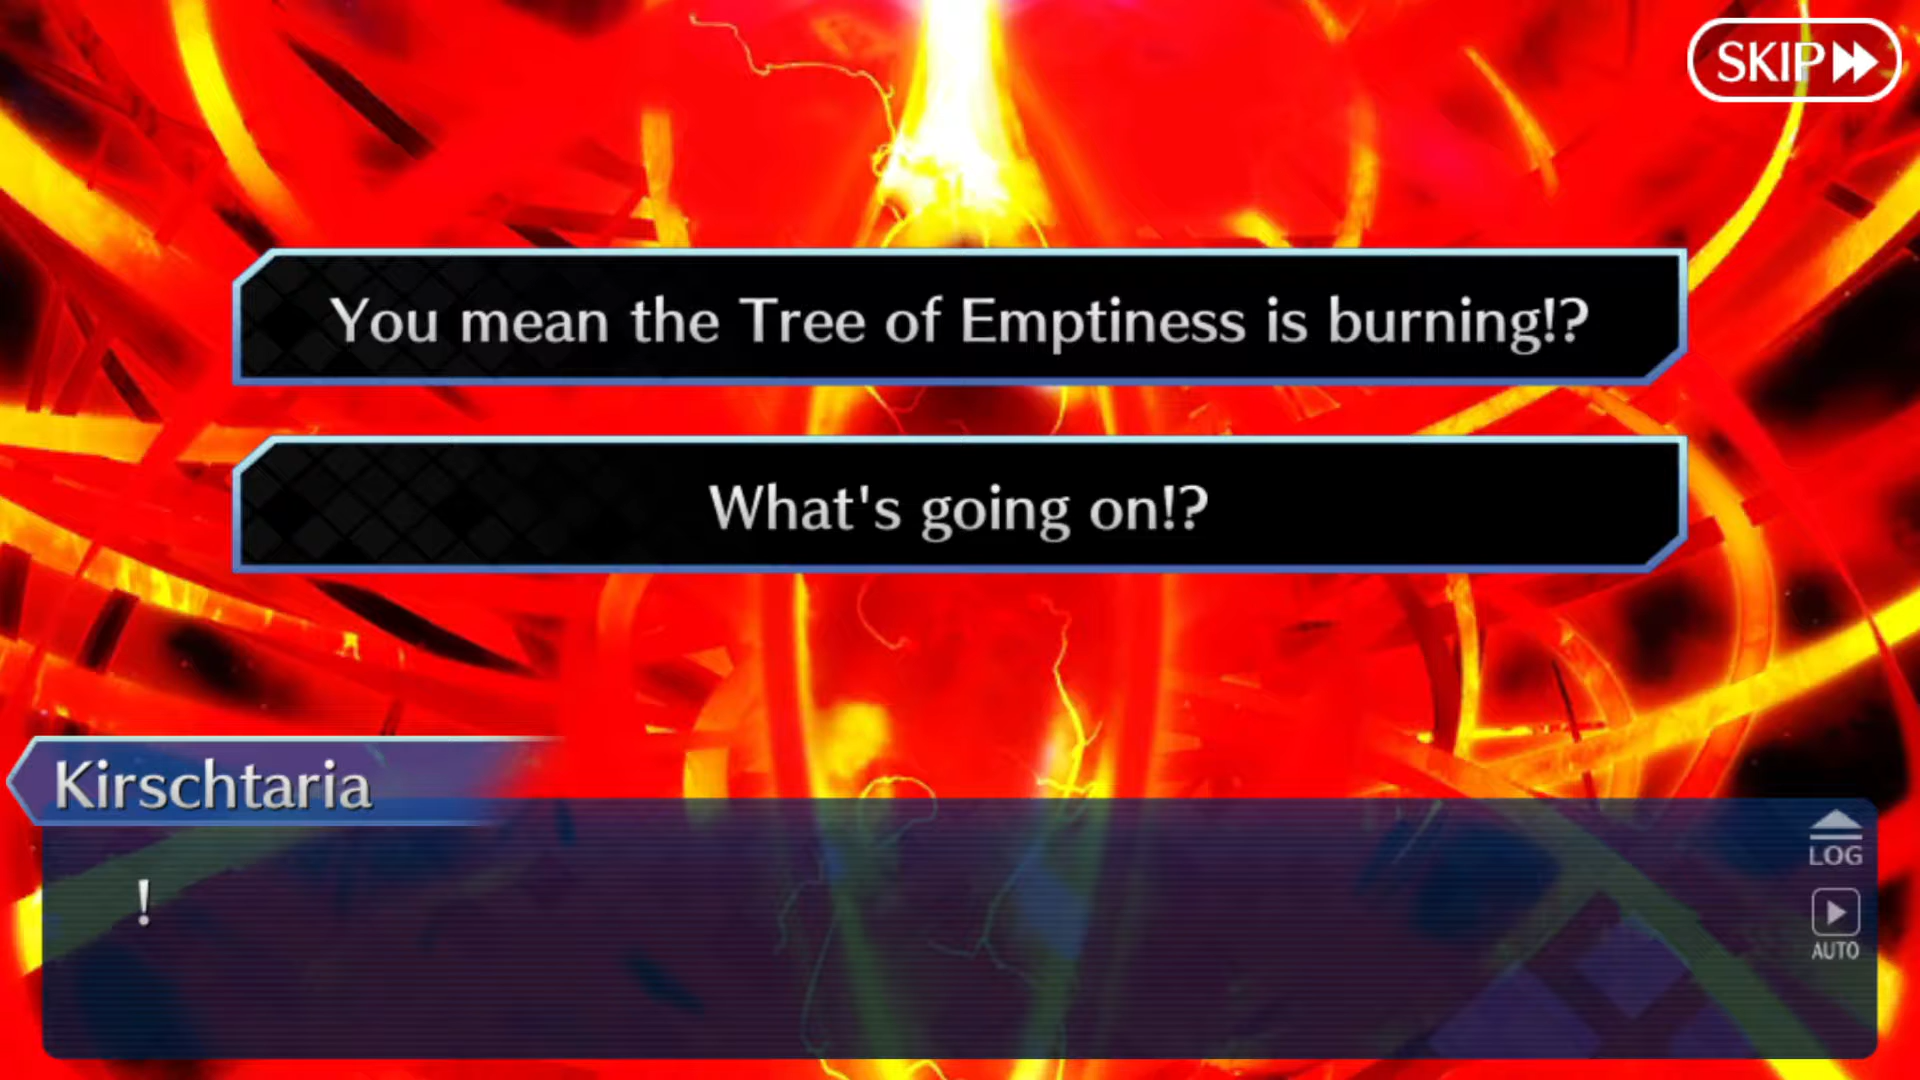 SKIP
You mean the Tree of Emptiness is burning!?
What's going on!?
Kirschtaria
!
LOG
AUTO